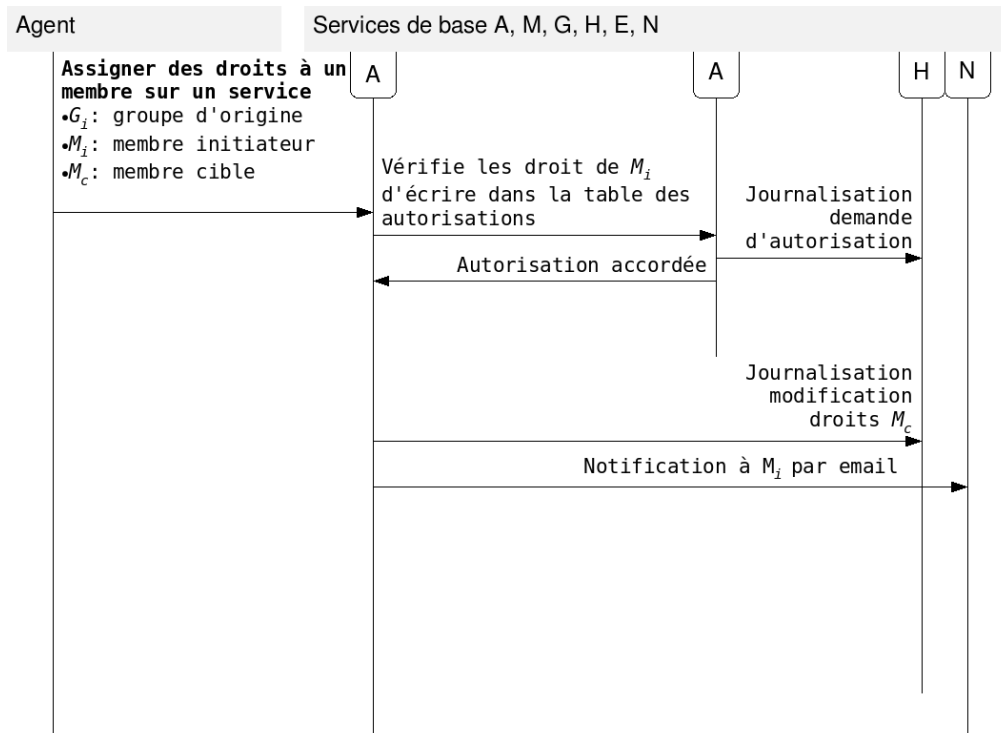 Agent
Services de base A, M, G, H, E, N
Assigner des droits à un
membre sur un service
•Gi: groupe d'origine
•Mi: membre initiateur
•Mc: membre cible
A
A
H
N
Vérifie les droit de Mi
d'écrire dans la table des
autorisations
Journalisation
demande
d'autorisation
Autorisation accordée
Journalisation
modification
droits Mc
Notification à Mi par email